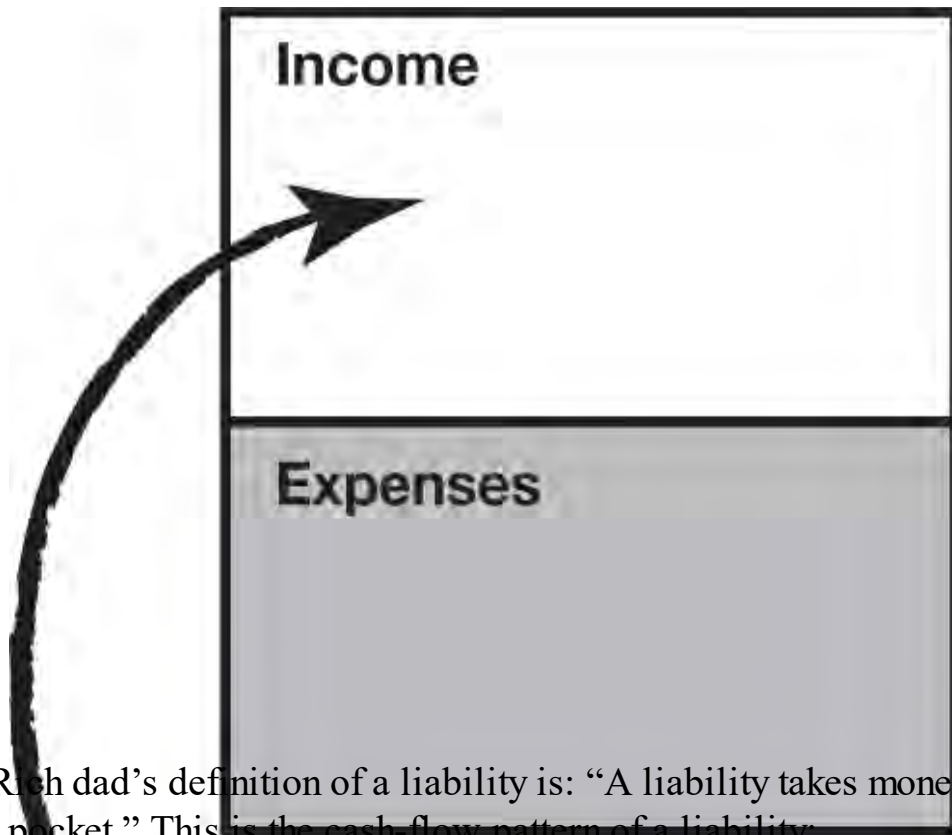 Income
Expenses
Rich dad’s definition of a liability is: “A liability takes mone
pocket.” This is the cash-flow pattern of a liability: